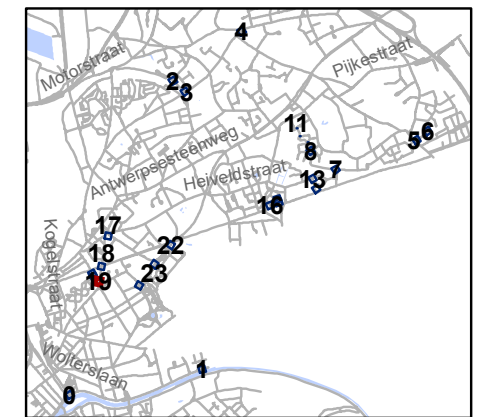 4
Motorstraat
Pijkestraat
2
3
11
6
5
Antwerpsesteenweg
8
Heiveldstraat
7
13
16
17
Kogelstraat
22
18
23
19
Wolterslaan
1
0